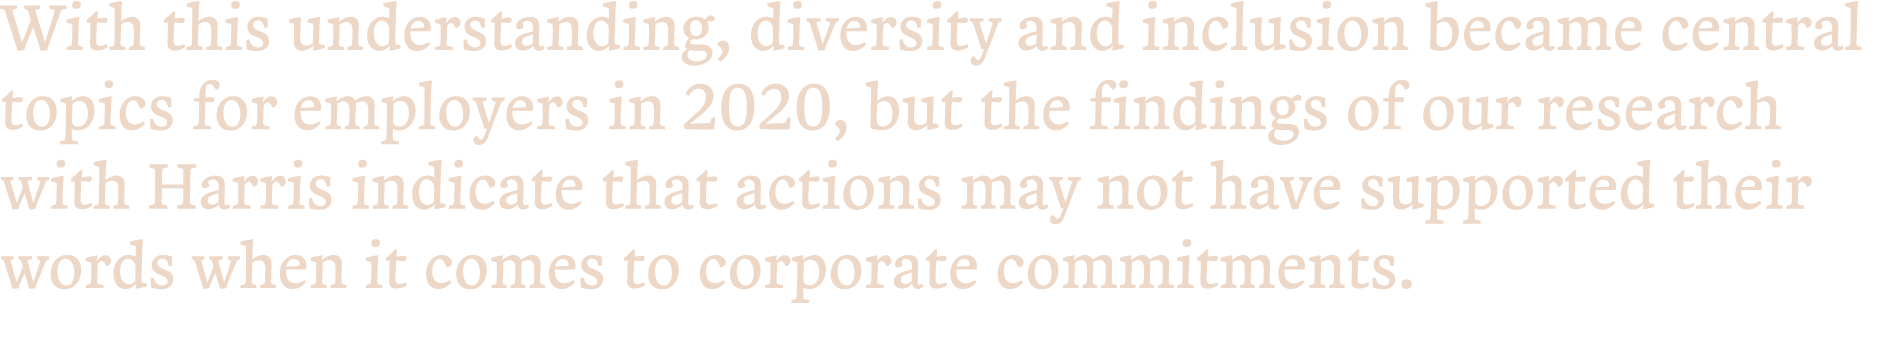 With this understanding, diversity and inclusion became central
topics for employers in 2020, but the findings of our research
with Harris indicate that actions may not have supported their
words when it comes to corporate commitments.